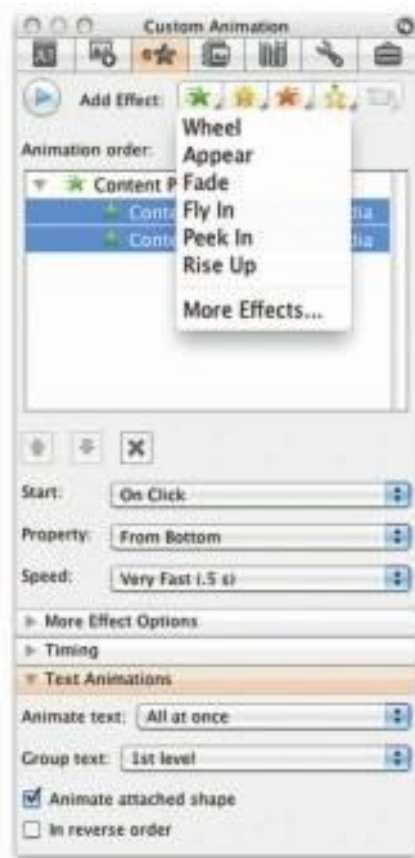 Custom Animation
Add Effect:
Wheel
Appear
Fade
Fly In
Peek In
Rise Up
More Effects...
Animation order:
Content P
Conte dia
Conte dia
Start: On Click
Property: From Bottom
Speed: Very Fast (.5 s)
More Effect Options
Timing
Text Animations
Animate text: All at once
Group text: 1st level
Animate attached shape
In reverse order